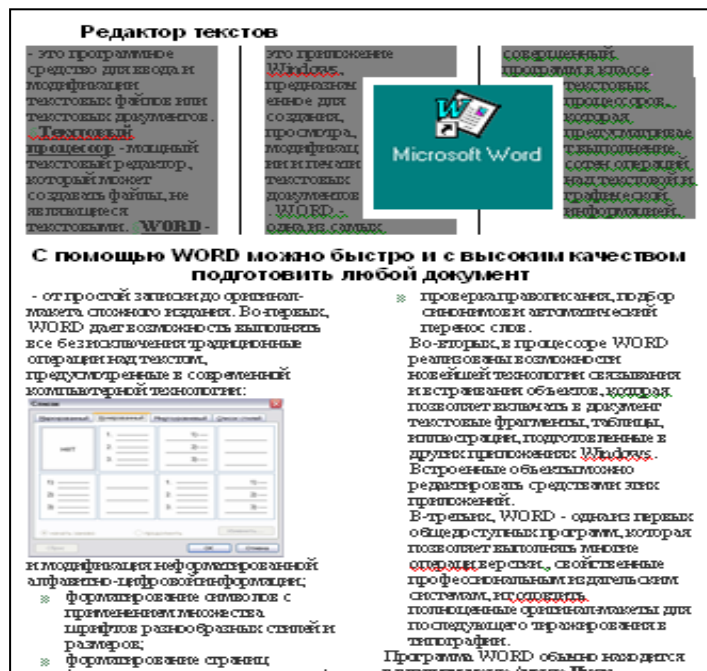 Редактор текстов
- это программное
средство для ввода и
модификации
текстовых файлов или
текстовых документов.
Текстовый
процессор - мощный
текстовый редактор,
который может
создавать файлы, не
являющиеся
текстовыми. WORD -
это приложение
Windows,
предназнач
енное для
создания,
просмотра,
модификац
ии и печати
текстовых
документов
. WORD -
одна из самых
совершенный
программ в классе
текстовых
процессоров,
которая
предусматривае
т выполнение
сотен операций
над текстовой и
графической
информацией.
Microsoft Word
С помощью WORD можно быстро и с высоким качеством
подготовить любой документ
- от простой записки до оригинал-
макета сложного издания. Во-первых,
WORD дает возможность выполнять
все без исключения традиционные
операции над текстом,
предусмотренные в современной
компьютерной технологии:
Список
нет
OK Отмена
и модификация неформатированной
алфавитно-цифровой информации;
форматирование символов с
применением множества
шрифтов разнообразных стилей и
размеров;
форматирование страниц
проверка правописания, подбор
синонимов и автоматический
перенос слов.
Во-вторых, в процессоре WORD
реализованы возможности
новейшей технологии связывания
и встраивания объектов, которая
позволяет включать в документ
текстовые фрагменты, таблицы,
иллюстрации, подготовленные в
других приложениях Windows.
Встроенные объекты можно
редактировать средствами этих
приложений.
В-третьих, WORD - одна из первых
общедоступных программ, которая
позволяет выполнять многие
операции верстки, свойственные
профессиональным издательским
системам, и готовить
полноценные оригинал-макеты для
последующего тиражирования в
типографии.
Программа WORD обычно находится